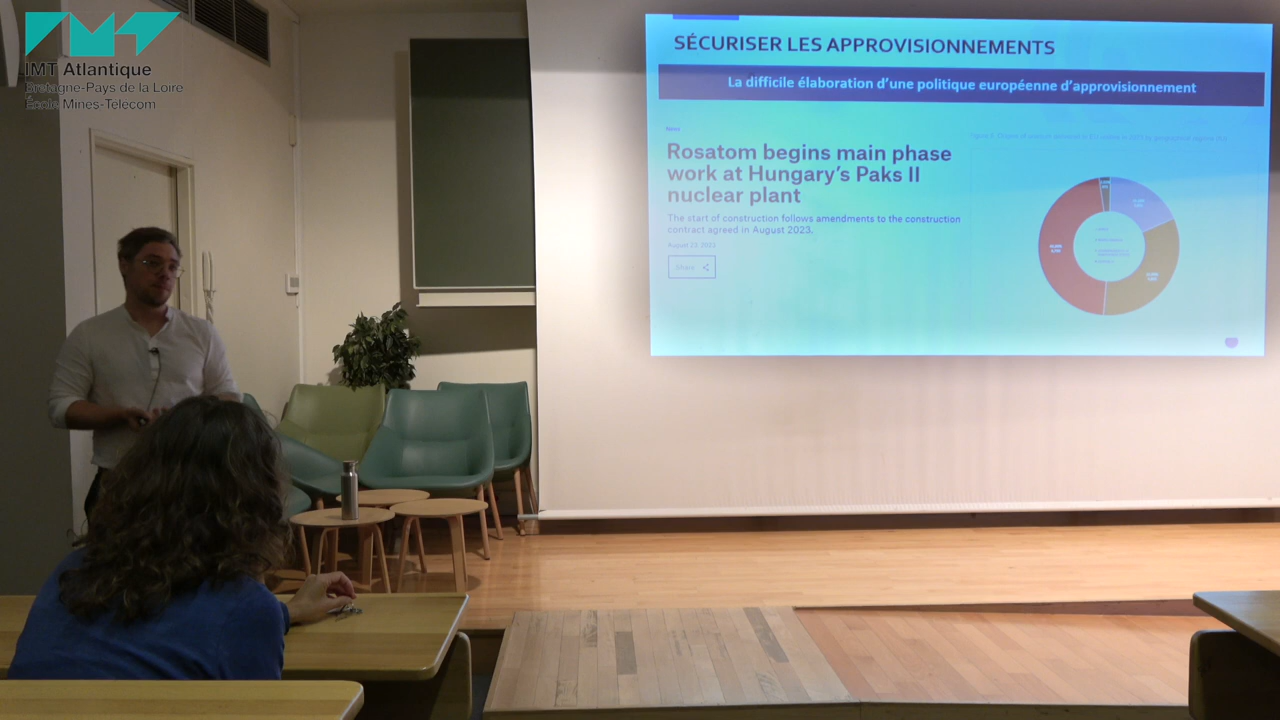 IMT Atlantique
Bretagne-Pays de la Loire
École Mines-Telecom
SÉCURISER LES APPROVISIONNEMENTS
La difficile élaboration d'une politique européenne d'approvisionnement
News
Rosatom begins main phase
work at Hungary's Paks II
nuclear plant
The start of construction follows amendments to the construction
contract agreed in August 2023.
Share